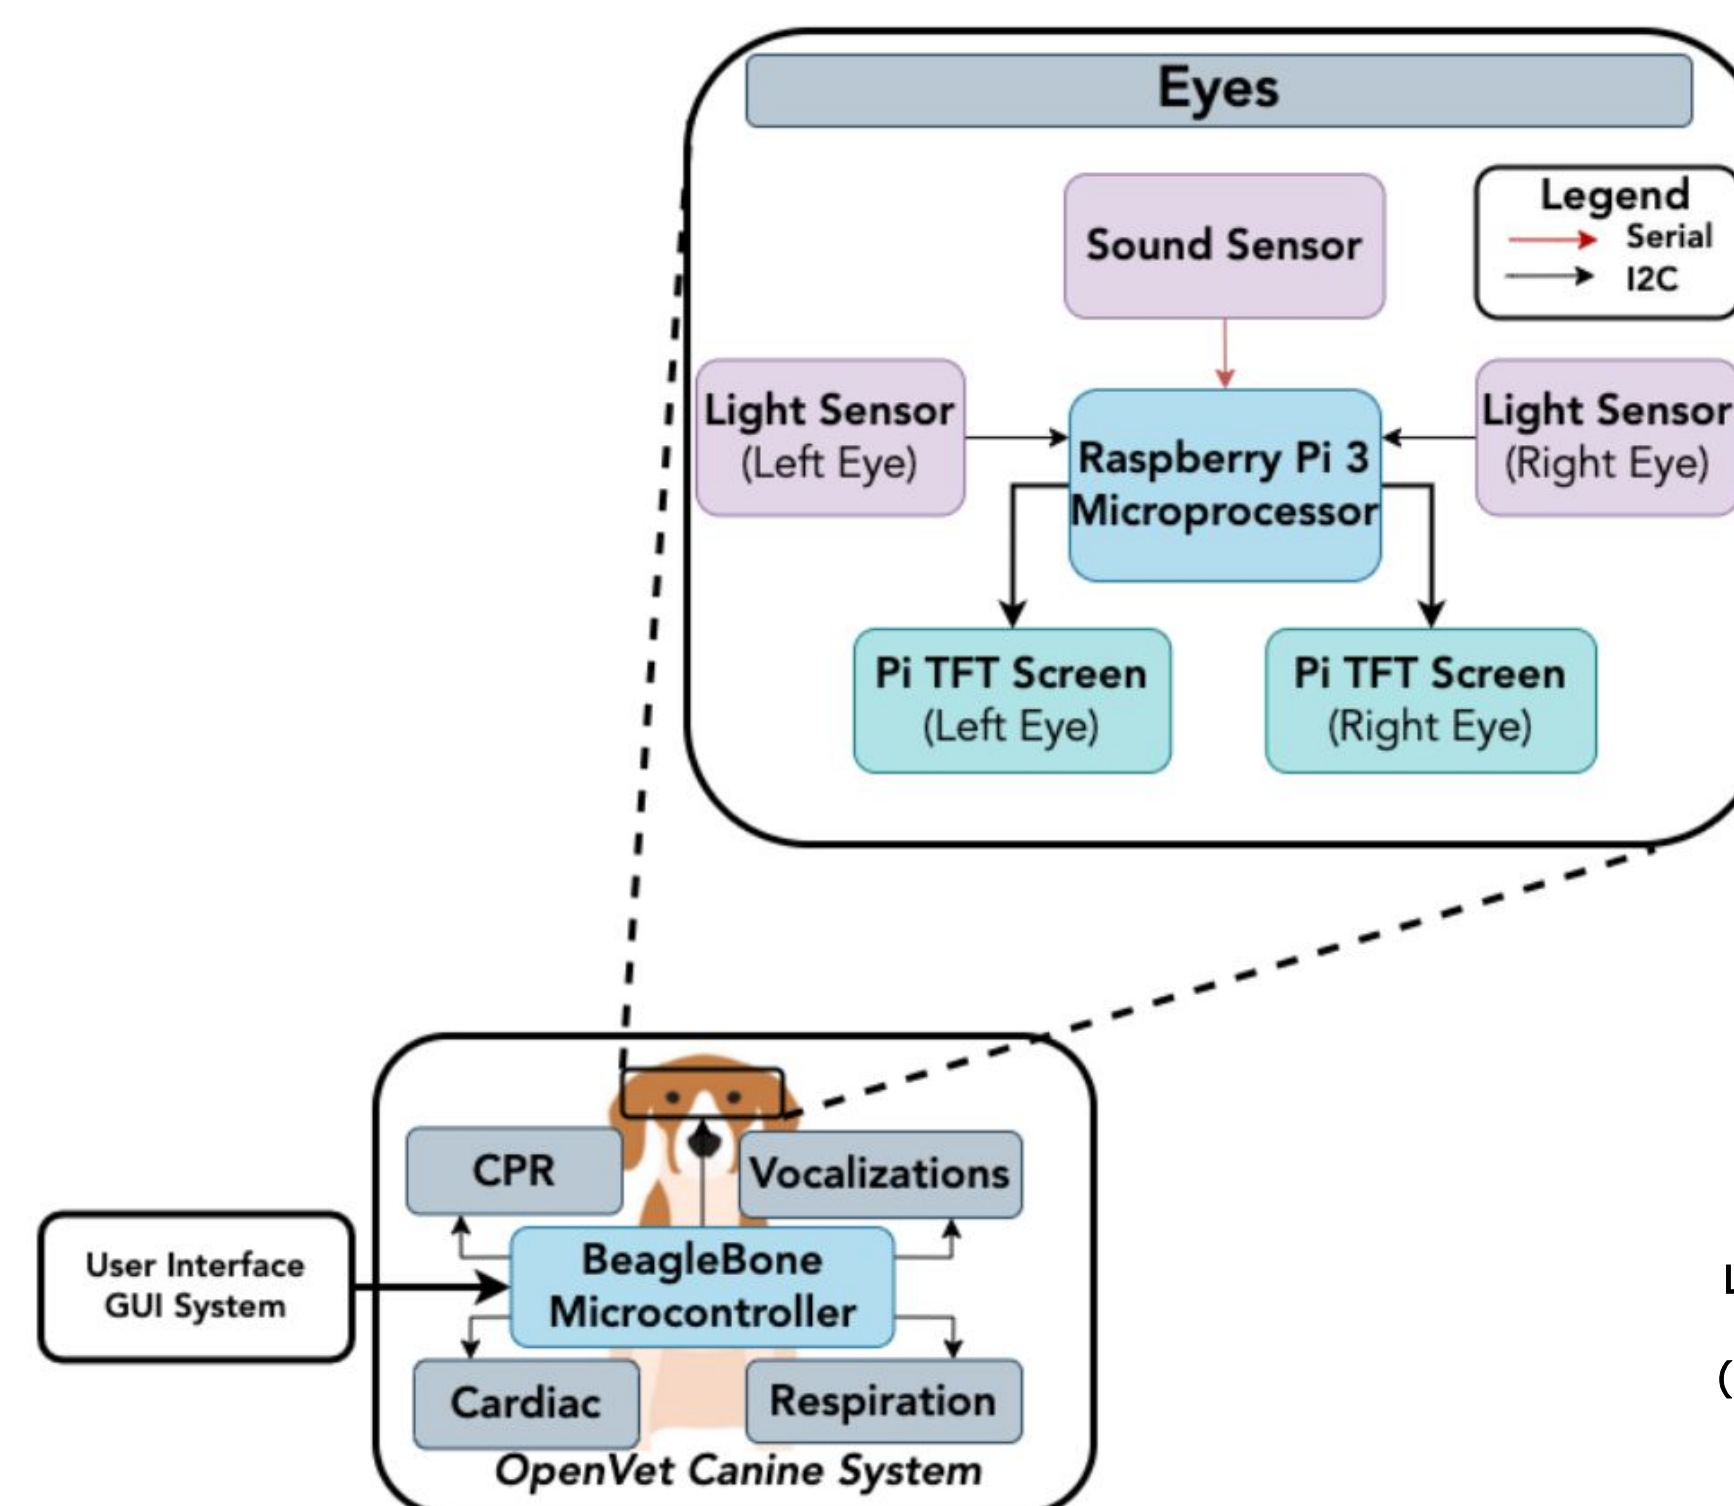 Eyes
Sound Sensor
Legend
Serial
I2C
Light Sensor
(Left Eye)
Raspberry Pi 3
Microprocessor
Light Sensor
(Right Eye)
Pi TFT Screen
(Left Eye)
Pi TFT Screen
(Right Eye)
CPR
Vocalizations
User Interface
GUI System
BeagleBone
Microcontroller
Cardiac
Respiration
OpenVet Canine System